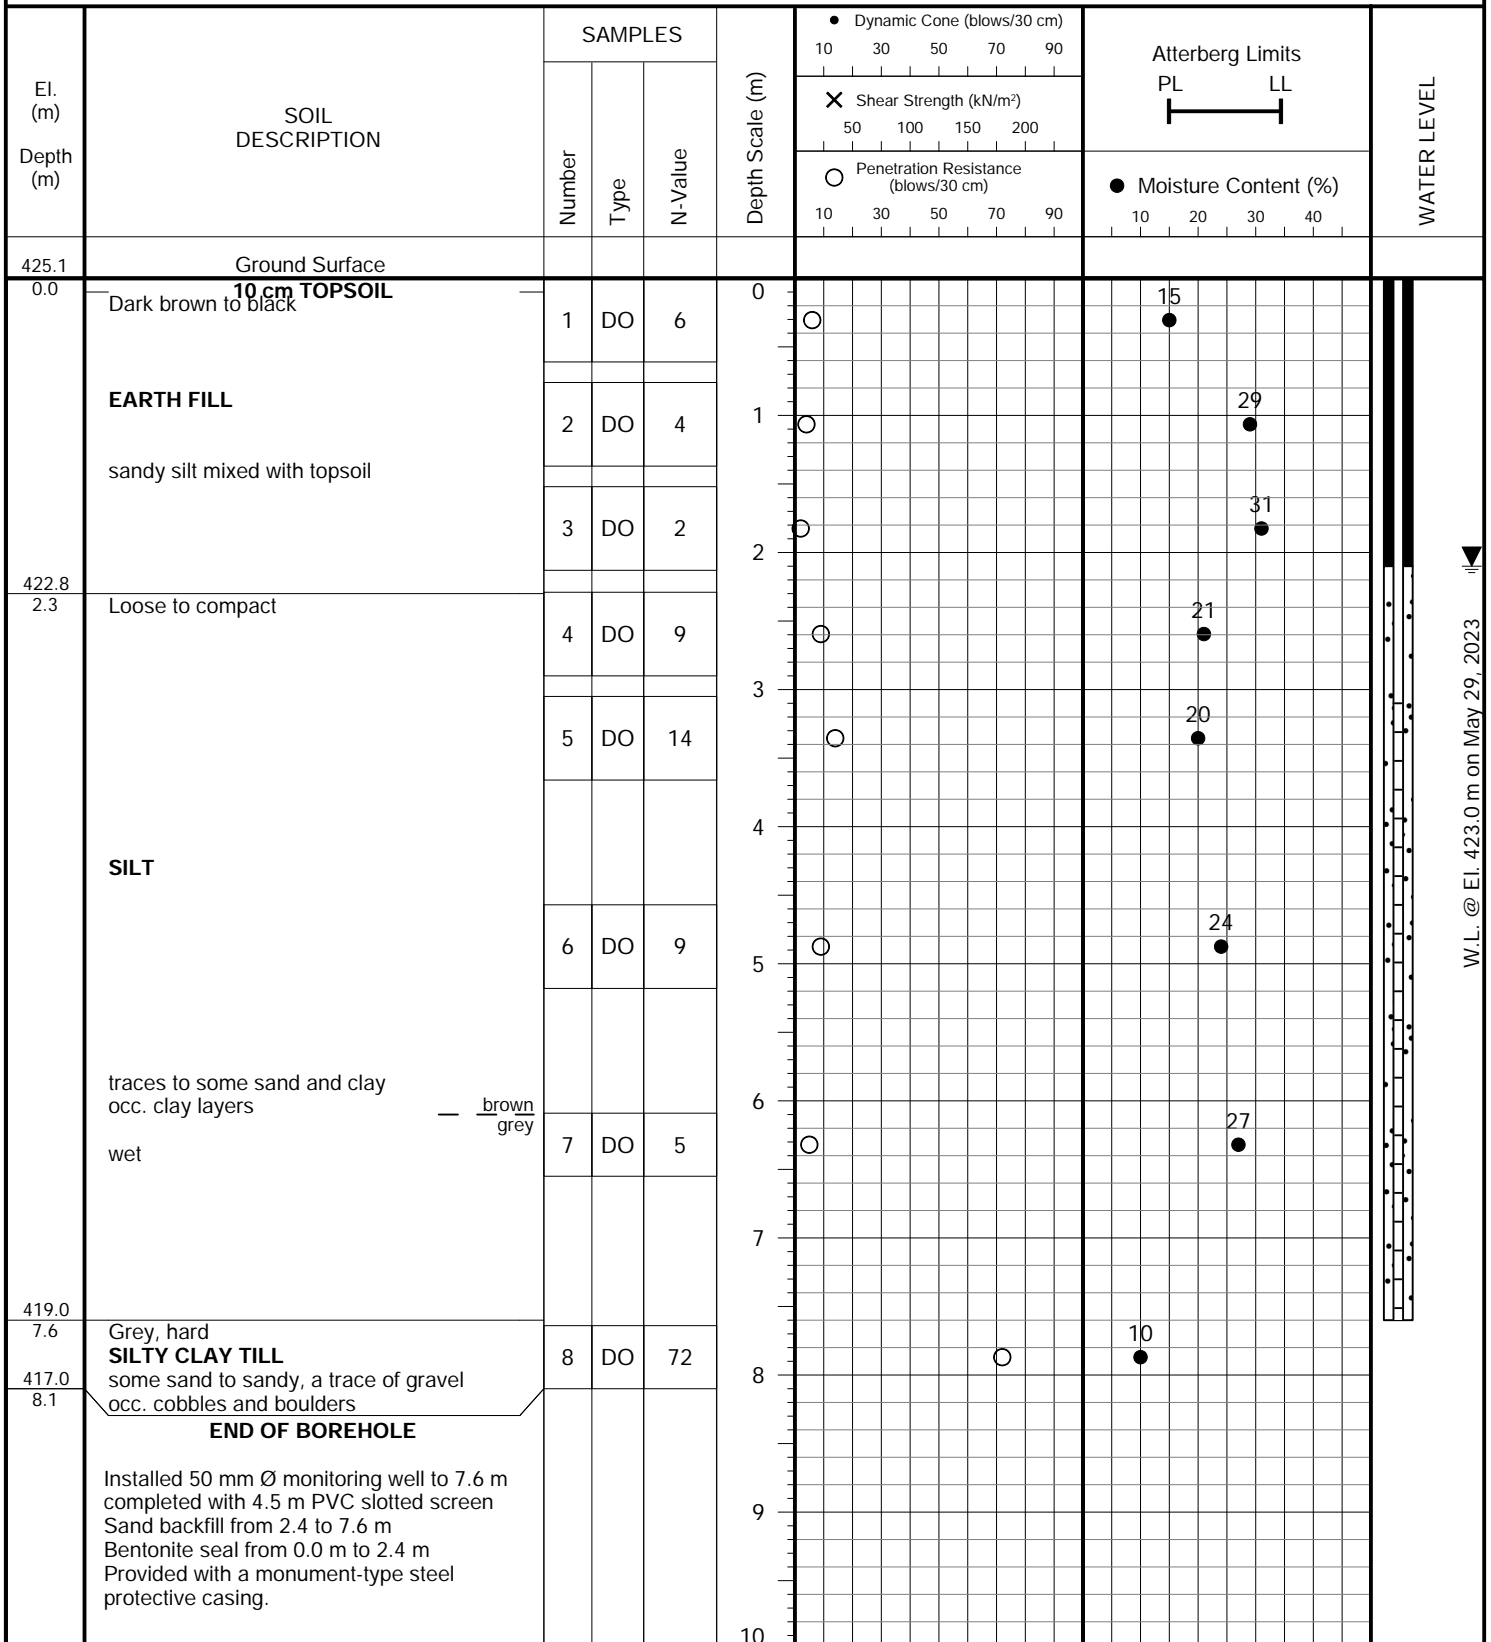 El.
(m)
Depth
(m)
SOIL
DESCRIPTION
SAMPLES
Number
Type
N-Value
Depth Scale (m)
• Dynamic Cone (blows/30 cm)
10 30 50 70 90
✕ Shear Strength (kN/m²)
50 100 150 200
○ Penetration Resistance
(blows/30 cm)
10 30 50 70 90
Atterberg Limits
PL LL
● Moisture Content (%)
10 20 30 40
WATER LEVEL
425.1 Ground Surface
0.0 10 cm TOPSOIL 0
Dark brown to black
15
1 DO 6
EARTH FILL
29
1
2 DO 4
sandy silt mixed with topsoil
31
3 DO 2
2
422.8
2.3 Loose to compact
21
4 DO 9
3
20
5 DO 14
4
SILT
24
6 DO 9
5
W.L. @ El. 423.0 m on May 29, 2023
traces to some sand and clay
occ. clay layers
brown
grey
6
27
7 DO 5
wet
7
419.0
7.6 Grey, hard
10
SILTY CLAY TILL
8 DO 72
417.0 some sand to sandy, a trace of gravel
8
8.1 occ. cobbles and boulders
END OF BOREHOLE
Installed 50 mm Ø monitoring well to 7.6 m
completed with 4.5 m PVC slotted screen
9
Sand backfill from 2.4 to 7.6 m
Bentonite seal from 0.0 m to 2.4 m
Provided with a monument-type steel
protective casing.
10